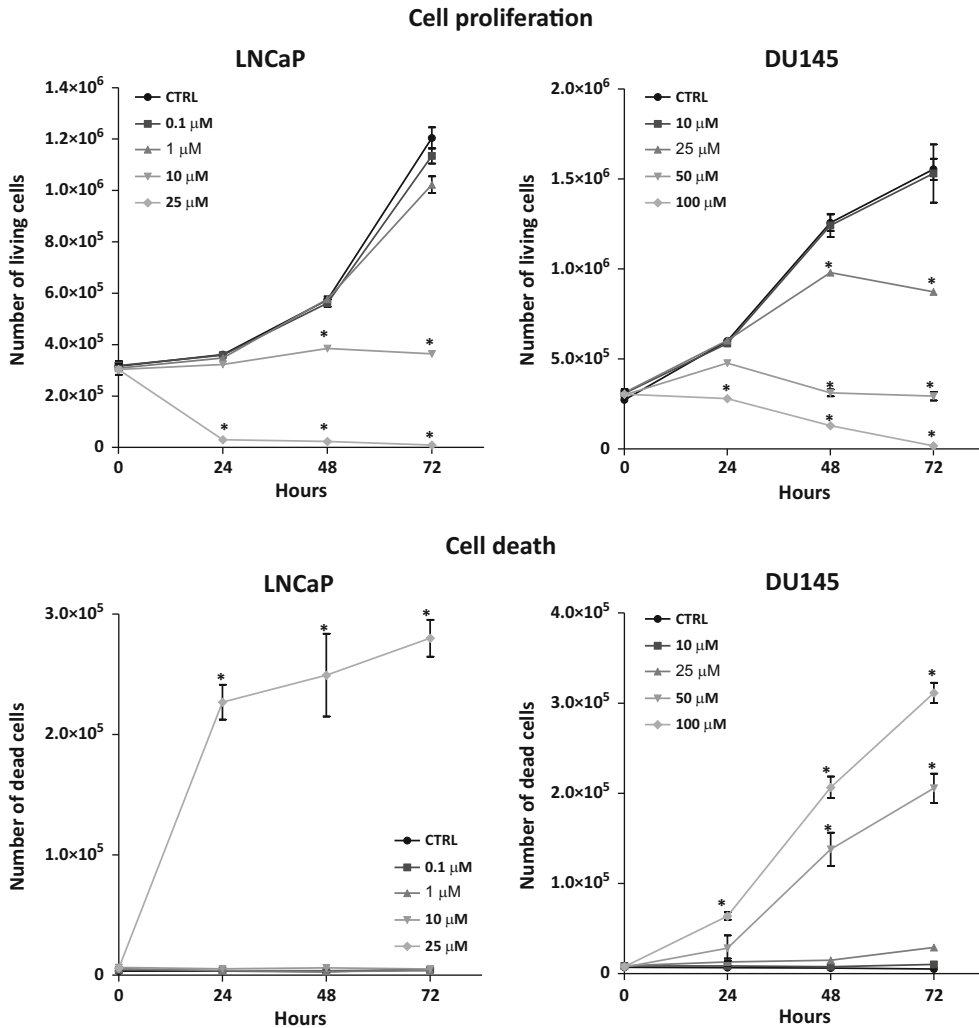 Cell proliferation
LNCaP
Number of living cells
1.4×10⁶
1.2×10⁶
1.0×10⁶
8.0×10⁵
6.0×10⁵
4.0×10⁵
2.0×10⁵
0
CTRL
0.1 μM
1 μM
10 μM
25 μM
* *
* * *
0 24 48 72
Hours
DU145
Number of living cells
2.0×10⁶
1.5×10⁶
1.0×10⁶
5.0×10⁵
0
CTRL
10 μM
25 μM
50 μM
100 μM
* *
* *
* * *
0 24 48 72
Hours
Cell death
LNCaP
Number of dead cells
3.0×10⁵
2.0×10⁵
1.0×10⁵
0
* * *
CTRL
0.1 μM
1 μM
10 μM
25 μM
0 24 48 72
Hours
DU145
Number of dead cells
4.0×10⁵
3.0×10⁵
2.0×10⁵
1.0×10⁵
0
CTRL
10 μM
25 μM
50 μM
100 μM
* * *
* *
0 24 48 72
Hours